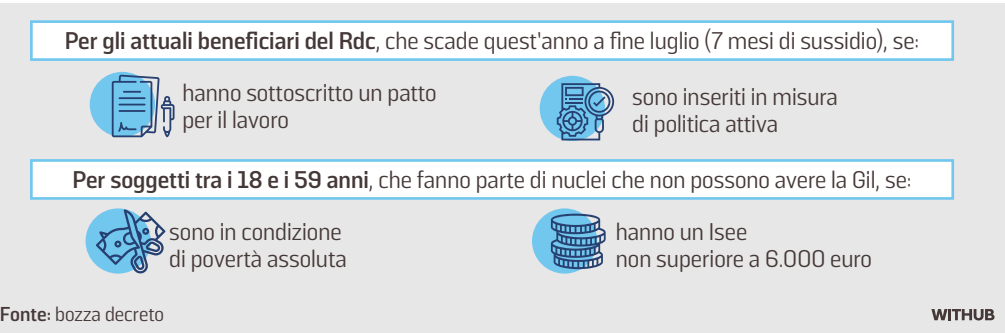 Per gli attuali beneficiari del Rdc, che scade quest'anno a fine luglio (7 mesi di sussidio), se:
hanno sottoscritto un patto
per il lavoro
sono inseriti in misura
di politica attiva
Per soggetti tra i 18 e i 59 anni, che fanno parte di nuclei che non possono avere la Gil, se:
sono in condizione
di povertà assoluta
hanno un Isee
non superiore a 6.000 euro
Fonte: bozza decreto
WITHUB